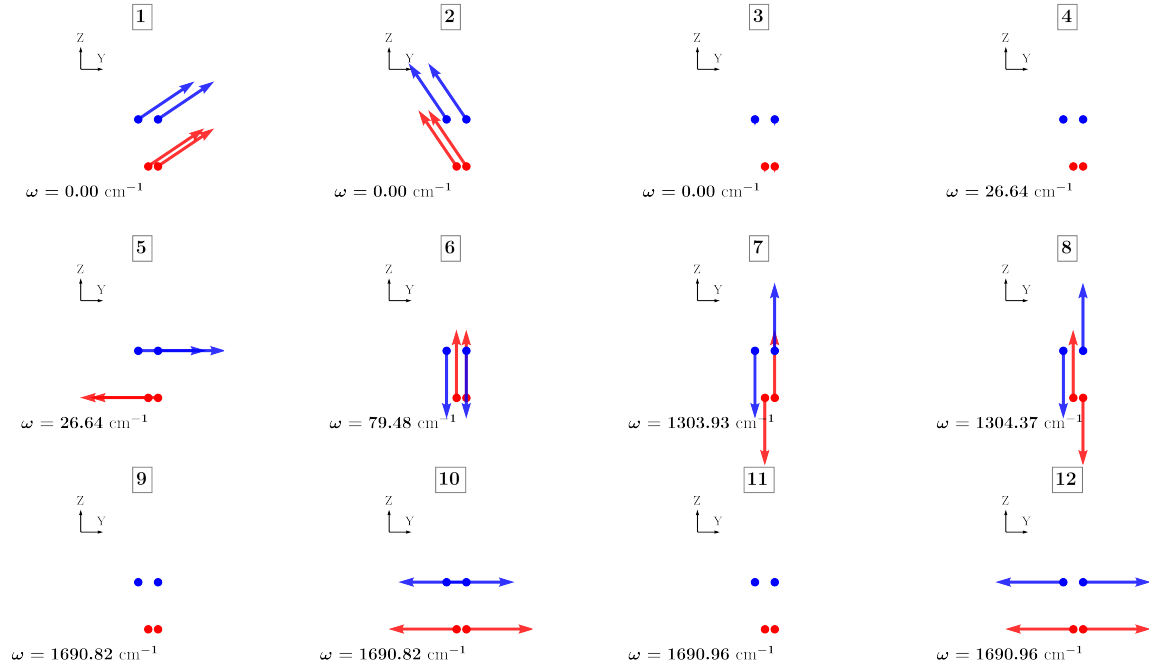 1 2 3 4
Z Z Z Z
Y Y Y Y
ω = 0.00 cm⁻¹ ω = 0.00 cm⁻¹ ω = 0.00 cm⁻¹ ω = 26.64 cm⁻¹
5 6 7 8
Z Z Z Z
Y Y Y Y
ω = 26.64 cm⁻¹ ω = 79.48 cm⁻¹ ω = 1303.93 cm⁻¹ ω = 1304.37 cm⁻¹
9 10 11 12
Z Z Z Z
Y Y Y Y
ω = 1690.82 cm⁻¹ ω = 1690.82 cm⁻¹ ω = 1690.96 cm⁻¹ ω = 1690.96 cm⁻¹